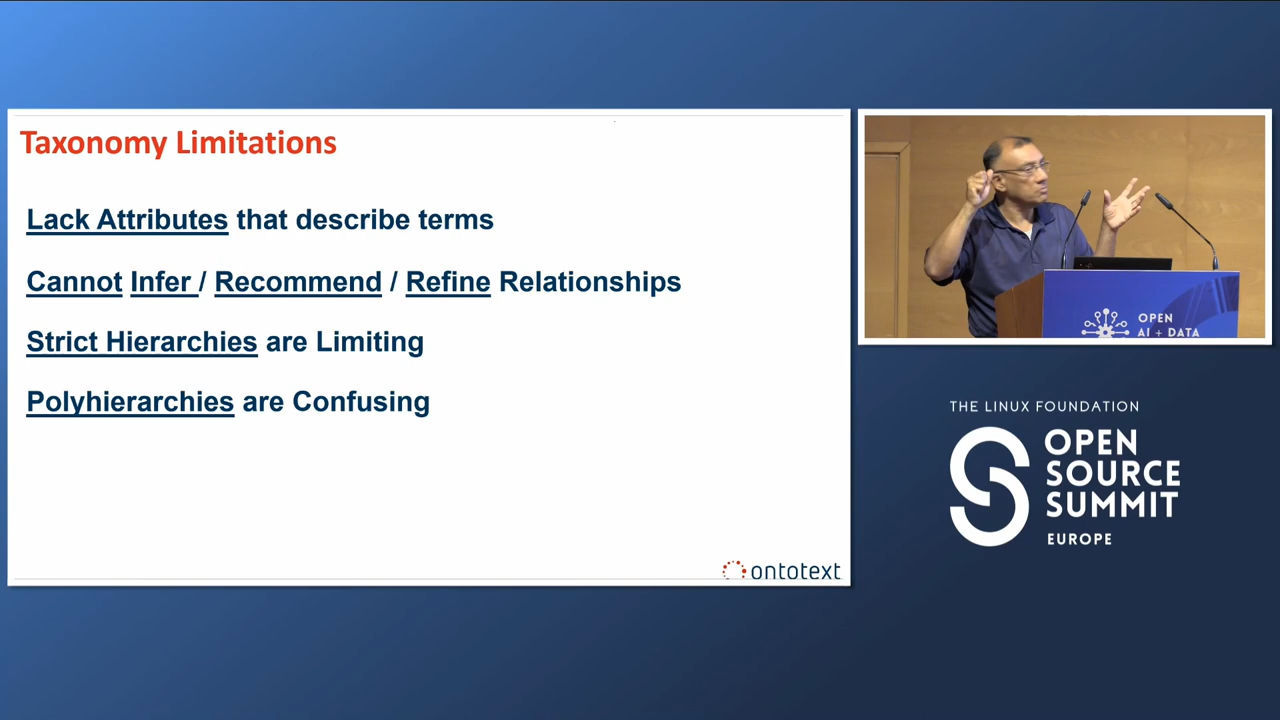 Taxonomy Limitations
Lack Attributes that describe terms
Cannot Infer / Recommend / Refine Relationships
Strict Hierarchies are Limiting
Polyhierarchies are Confusing
ontotext
OPEN
AI + DATA
THE LINUX FOUNDATION
OPEN
SOURCE
SUMMIT
EUROPE